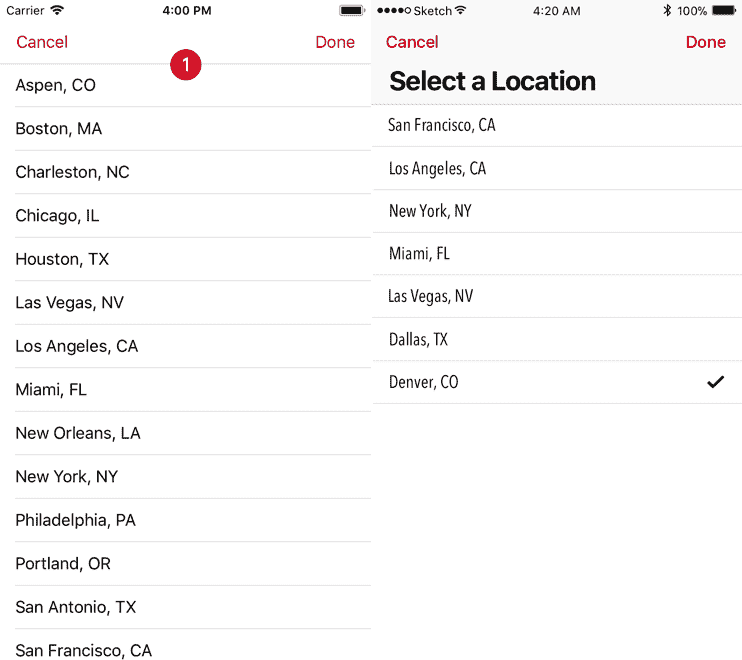 Carrier 4:00 PM
Cancel Done
1
Aspen, CO
Boston, MA
Charleston, NC
Chicago, IL
Houston, TX
Las Vegas, NV
Los Angeles, CA
Miami, FL
New Orleans, LA
New York, NY
Philadelphia, PA
Portland, OR
San Antonio, TX
San Francisco, CA
Sketch 4:20 AM 100%
Cancel Done
Select a Location
San Francisco, CA
Los Angeles, CA
New York, NY
Miami, FL
Las Vegas, NV
Dallas, TX
Denver, CO